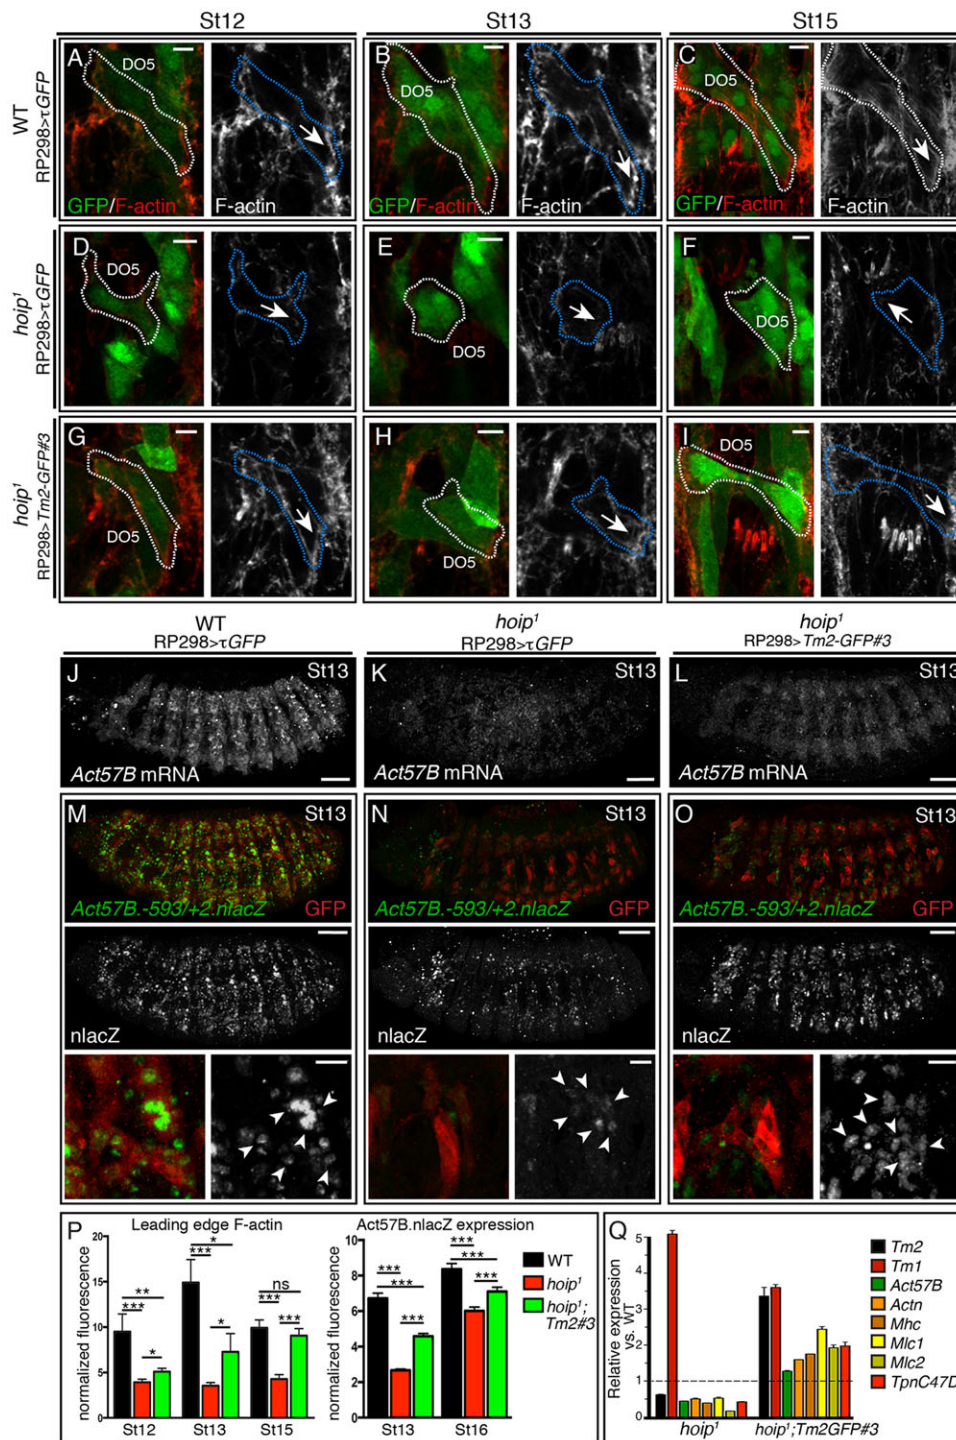 St12 St13 St15
WT
RP298>τGFP
A DO5 GFP/F-actin F-actin
B DO5 GFP/F-actin F-actin
C DO5 GFP/F-actin F-actin
hoip¹
RP298>τGFP
D DO5
E DO5
F DO5
hoip¹
RP298>Tm2-GFP#3
G DO5
H DO5
I DO5
WT
RP298>τGFP
hoip¹
RP298>τGFP
hoip¹
RP298>Tm2-GFP#3
J St13
Act57B mRNA
K St13
Act57B mRNA
L St13
Act57B mRNA
M St13
Act57B.-593/+2.nlacZ GFP
N St13
Act57B.-593/+2.nlacZ GFP
O St13
Act57B.-593/+2.nlacZ GFP
nlacZ
nlacZ
nlacZ
P
Leading edge F-actin
normalized fluorescence
20
15
10
5
0
** *** *
* *** *
ns *** ***
St12 St13 St15
Act57B.nlacZ expression
normalized fluorescence
8
6
4
2
0
*** *** ***
*** *** ***
St13 St16
WT
hoip¹
hoip¹;
Tm2#3
Q
Relative expression
vs. WT
5
4
3
2
1
0
hoip¹ hoip¹;Tm2GFP#3
Tm2
Tm1
Act57B
Actn
Mhc
Mlc1
Mlc2
TpnC47D